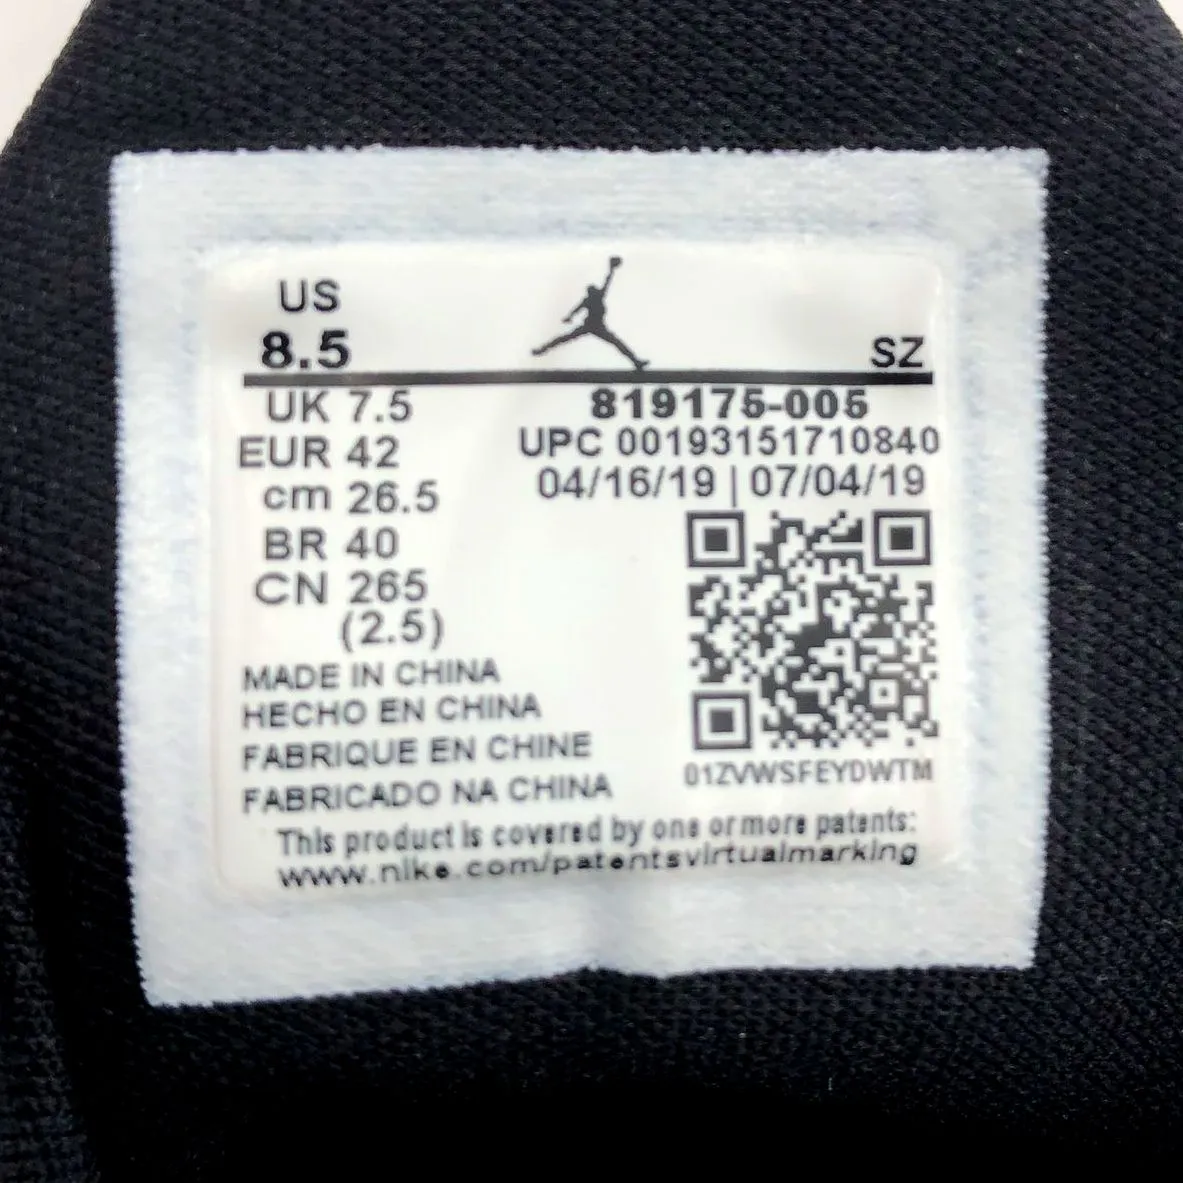 US
8.5 SZ
UK 7.5 819175-005
EUR 42 UPC 00193151710840
cm 26.5 04/16/19 | 07/04/19
BR 40
CN 265
(2.5)
MADE IN CHINA
HECHO EN CHINA
FABRIQUE EN CHINE
FABRICADO NA CHINA
01ZVWSFEYDWTM
This product is covered by one or more patents:
www.nike.com/patentsvirtualmarking